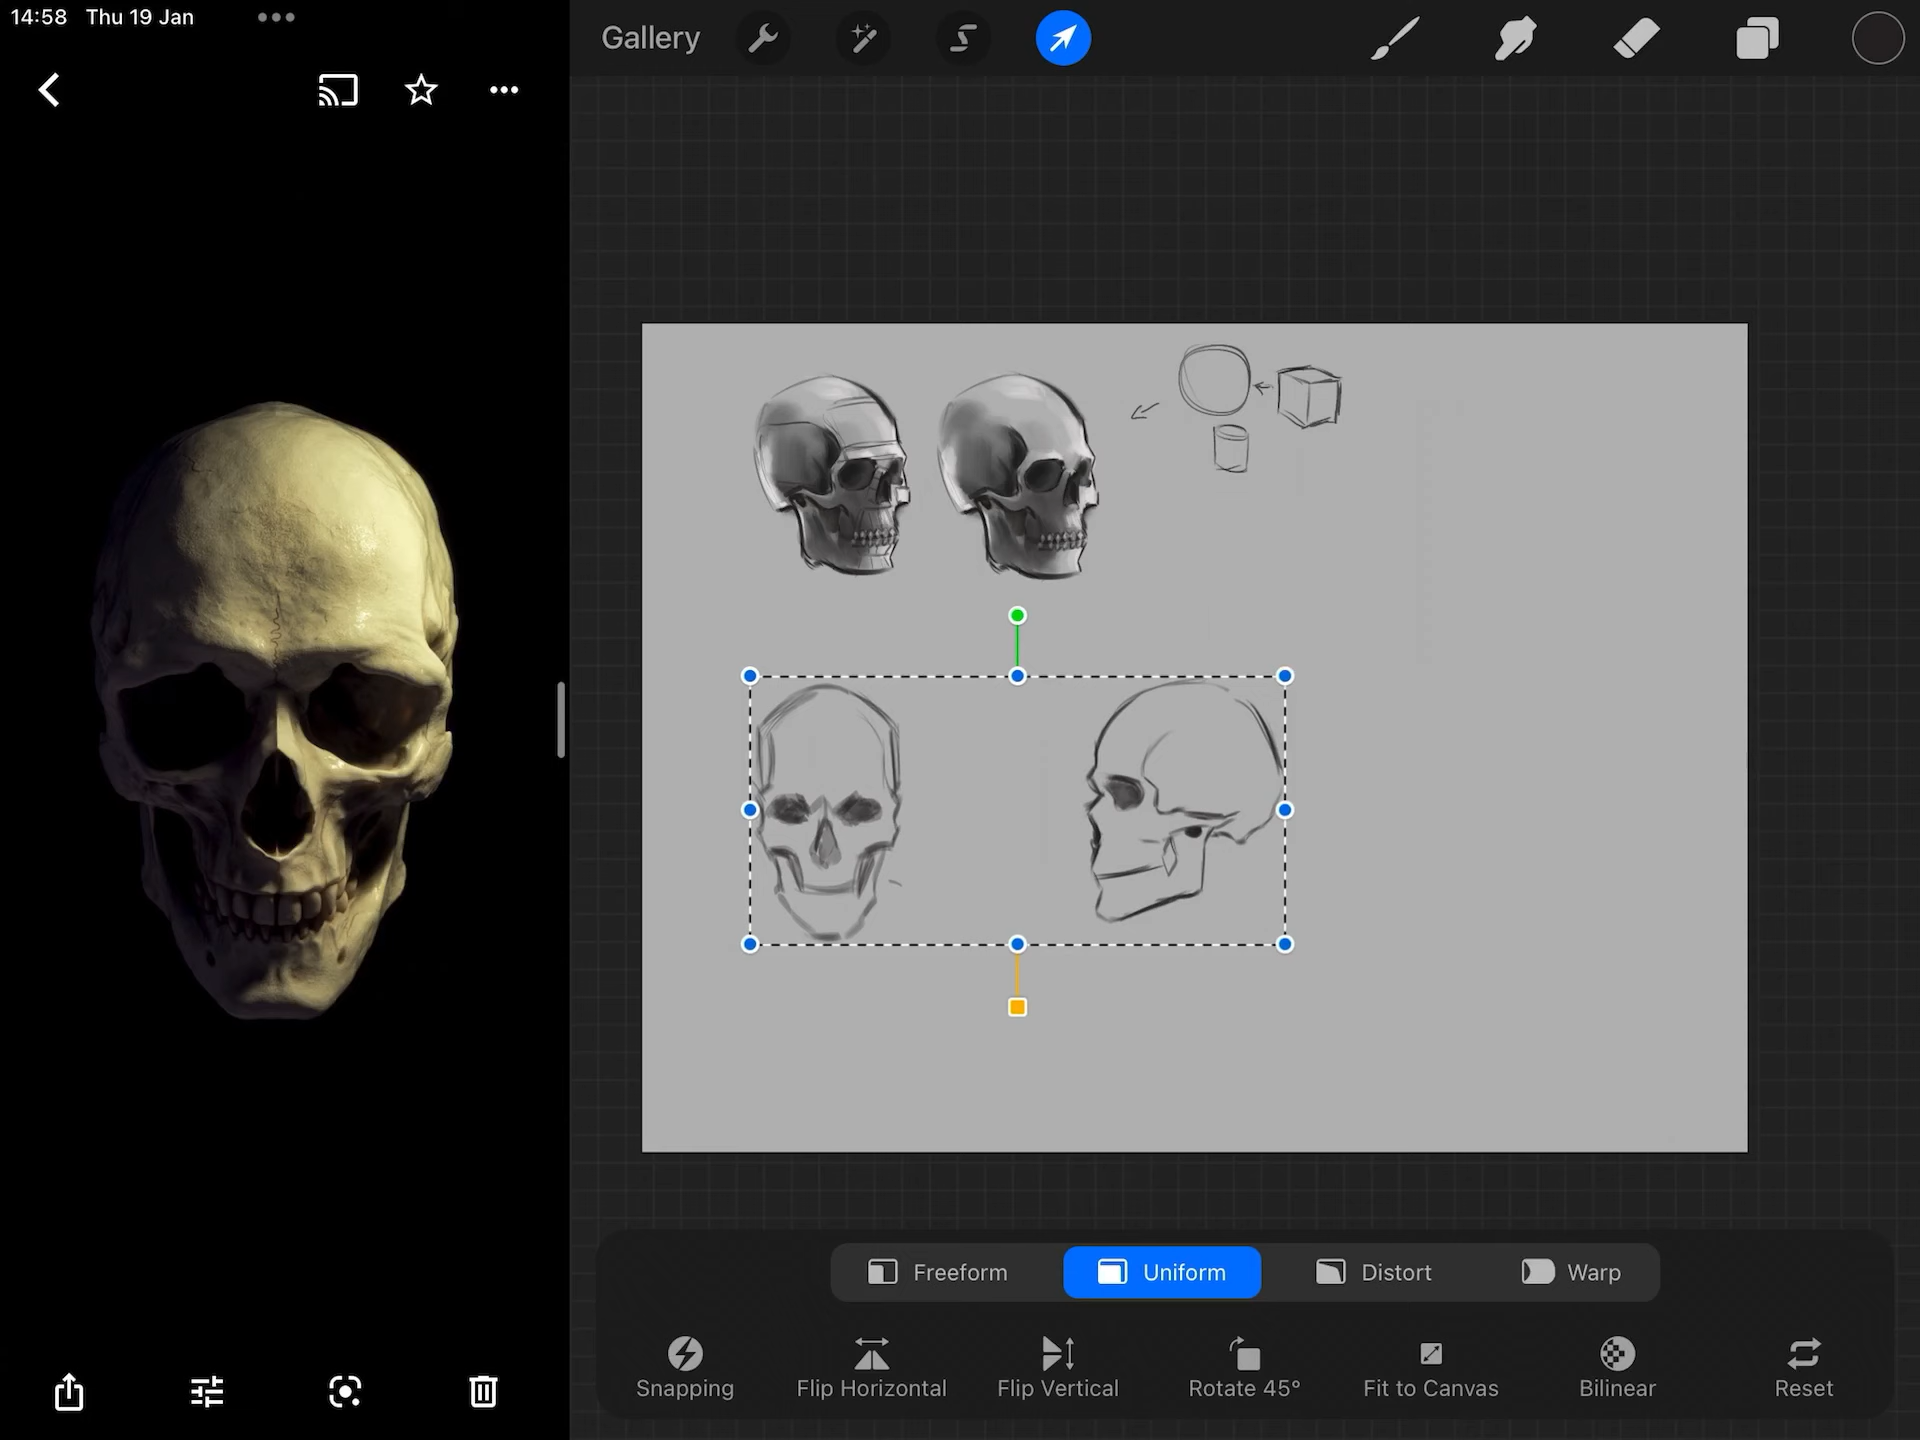 14:58 Thu 19 Jan
Gallery
Freeform
Uniform
Distort
Warp
Snapping
Flip Horizontal
Flip Vertical
Rotate 45°
Fit to Canvas
Bilinear
Reset